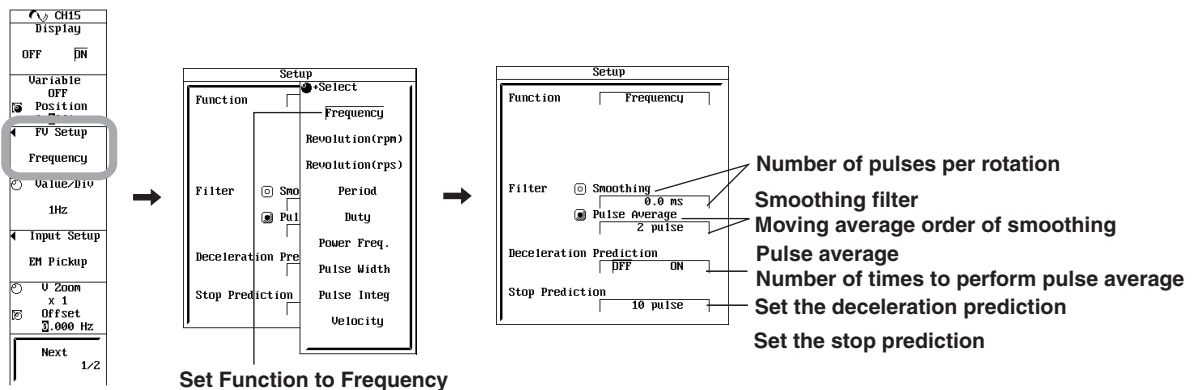 CH15
Display
OFF ON
Variable
OFF
Position
FV Setup
Frequency
Value/Div
1Hz
Input Setup
EM Pickup
V Zoom
x 1
Offset
0.000 Hz
Next
1/2
Setup
Function
Filter
Smo
Pul
Deceleration Pre
Stop Prediction
+Select
Frequency
Revolution(rpm)
Revolution(rps)
Period
Duty
Power Freq.
Pulse Width
Pulse Integ
Velocity
Set Function to Frequency
Setup
Function Frequency
Filter Smoothing
0.0 ms
Pulse Average
2 pulse
Deceleration Prediction
OFF ON
Stop Prediction
10 pulse
Number of pulses per rotation
Smoothing filter
Moving average order of smoothing
Pulse average
Number of times to perform pulse average
Set the deceleration prediction
Set the stop prediction